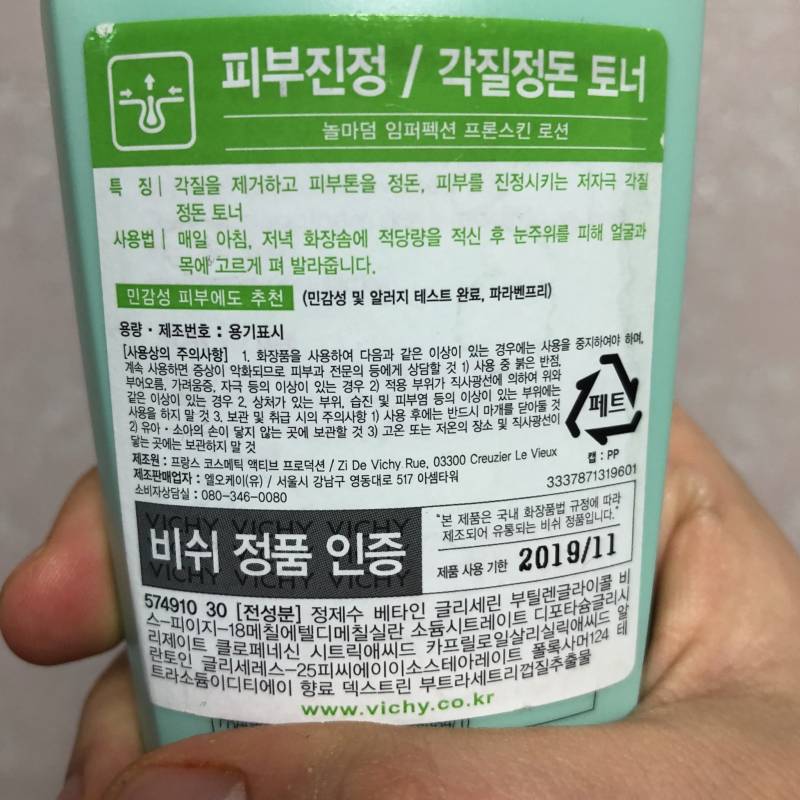 피부진정 / 각질정돈 토너
놀마덤 임퍼펙션 프론스킨 로션
특 징 | 각질을 제거하고 피부톤을 정돈, 피부를 진정시키는 저자극 각질
정돈 토너
사용법 | 매일 아침, 저녁 화장솜에 적당량을 적신 후 눈주위를 피해 얼굴과
목에 고르게 펴 발라줍니다.
민감성 피부에도 추천 (민감성 및 알러지 테스트 완료, 파라벤프리)
용량 · 제조번호 : 용기표시
[사용상의 주의사항] 1. 화장품을 사용하여 다음과 같은 이상이 있는 경우에는 사용을 중지하여야 하며,
계속 사용하면 증상이 악화되므로 피부과 전문의 등에게 상담할 것 1) 사용 중 붉은 반점,
부어오름, 가려움증, 자극 등의 이상이 있는 경우 2) 적용 부위가 직사광선에 의하여 위와
같은 이상이 있는 경우 2. 상처가 있는 부위, 습진 및 피부염 등의 이상이 있는 부위에는
사용을 하지 말 것 3. 보관 및 취급 시의 주의사항 1) 사용 후에는 반드시 마개를 닫아둘 것
2) 유아 · 소아의 손이 닿지 않는 곳에 보관할 것 3) 고온 또는 저온의 장소 및 직사광선이
닿는 곳에는 보관하지 말 것
페트
캡 : PP
제조원 : 프랑스 코스메틱 액티브 프로덕션 / Zi De Vichy Rue, 03300 Creuzier Le Vieux
3337871319601
제조판매업자 : 엘오케이(유) / 서울시 강남구 영동대로 517 아셈타워
소비자상담실 : 080-346-0080
VICHY VICHY VICHY
비쉬 정품 인증
VICHY VICHY VICHY
"본 제품은 국내 화장품법 규정에 따라
제조되어 유통되는 비쉬 정품입니다."
제품 사용 기한 2019/11
574910 30 [전성분] 정제수 베타인 글리세린 부틸렌글라이콜 비
스-피이지-18메칠에텔디메칠실란 소듐시트레이트 디포타슘글리시
리제이트 클로페네신 시트릭애씨드 카프릴로일살리실릭애씨드 알
란토인 글리세레스-25피씨에이이소스테아레이트 폴록사머124 테
트라소듐이디티에이 향료 덱스트린 부트라세트리껍질추출물
www.vichy.co.kr